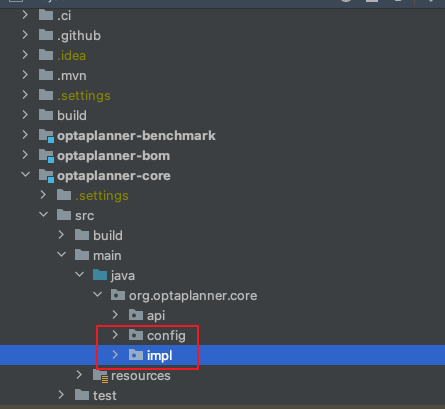 .ci
.github
.idea
.mvn
.settings
build
optaplanner-benchmark
optaplanner-bom
optaplanner-core
.settings
src
build
main
java
org.optaplanner.core
api
config
impl
resources
test